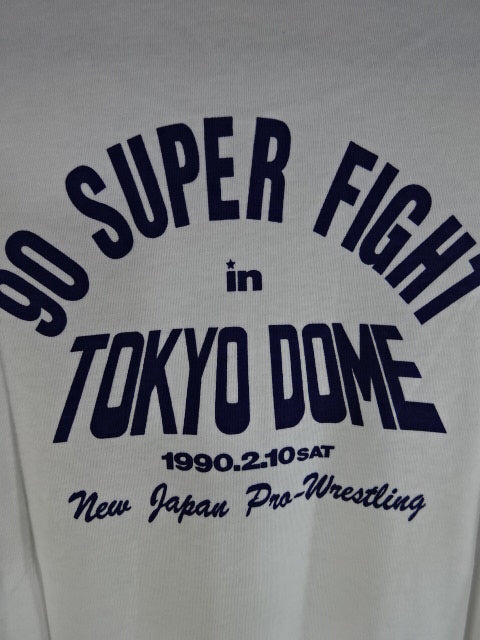 90 SUPER FIGHT
in
TOKYO DOME
1990.2.10 SAT
New Japan Pro-Wrestling